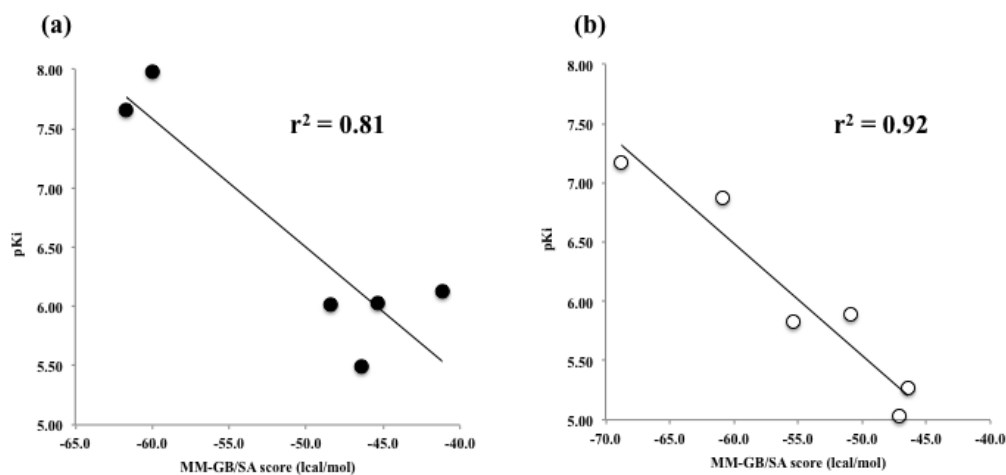 (a)
8.00
7.50
7.00
6.50
6.00
5.50
5.00
pKi
r² = 0.81
-65.0 -60.0 -55.0 -50.0 -45.0 -40.0
MM-GB/SA score (lcal/mol)
(b)
8.00
7.50
7.00
6.50
6.00
5.50
5.00
pKi
r² = 0.92
-70.0 -65.0 -60.0 -55.0 -50.0 -45.0 -40.0
MM-GB/SA score (lcal/mol)